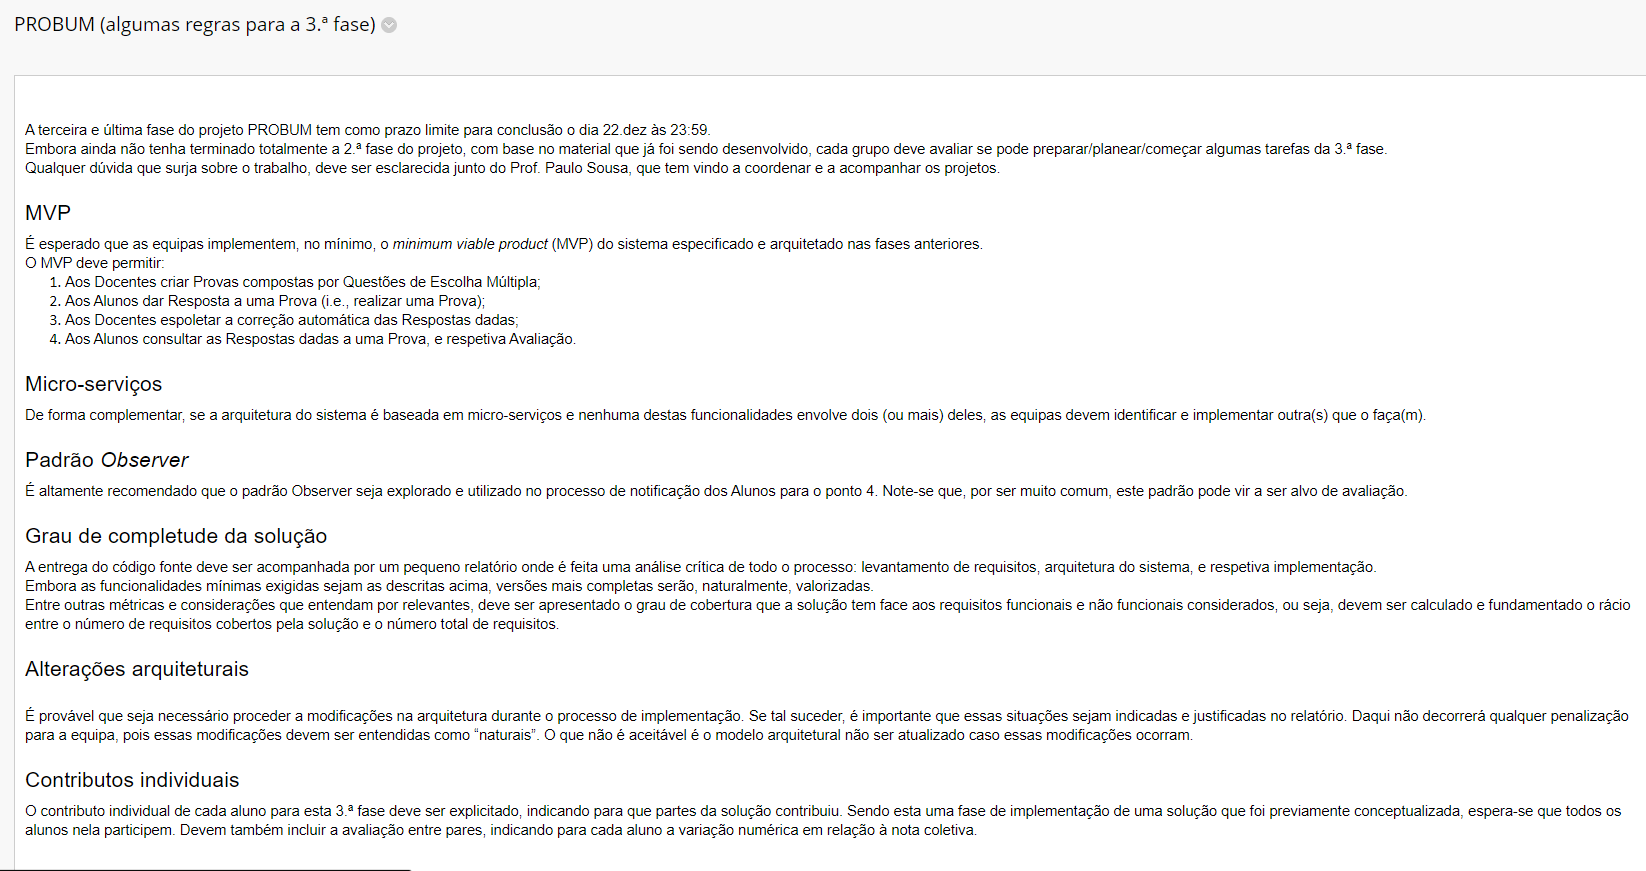 PROBUM (algumas regras para a 3.ª fase)
A terceira e última fase do projeto PROBUM tem como prazo limite para conclusão o dia 22.dez às 23:59.
Embora ainda não tenha terminado totalmente a 2.ª fase do projeto, com base no material que já foi sendo desenvolvido, cada grupo deve avaliar se pode preparar/planear/começar algumas tarefas da 3.ª fase.
Qualquer dúvida que surja sobre o trabalho, deve ser esclarecida junto do Prof. Paulo Sousa, que tem vindo a coordenar e a acompanhar os projetos.
MVP
É esperado que as equipas implementem, no mínimo, o minimum viable product (MVP) do sistema especificado e arquitetado nas fases anteriores.
O MVP deve permitir:
1. Aos Docentes criar Provas compostas por Questões de Escolha Múltipla;
2. Aos Alunos dar Resposta a uma Prova (i.e., realizar uma Prova);
3. Aos Docentes espoletar a correção automática das Respostas dadas;
4. Aos Alunos consultar as Respostas dadas a uma Prova, e respetiva Avaliação.
Micro-serviços
De forma complementar, se a arquitetura do sistema é baseada em micro-serviços e nenhuma destas funcionalidades envolve dois (ou mais) deles, as equipas devem identificar e implementar outra(s) que o faça(m).
Padrão Observer
É altamente recomendado que o padrão Observer seja explorado e utilizado no processo de notificação dos Alunos para o ponto 4. Note-se que, por ser muito comum, este padrão pode vir a ser alvo de avaliação.
Grau de completude da solução
A entrega do código fonte deve ser acompanhada por um pequeno relatório onde é feita uma análise crítica de todo o processo: levantamento de requisitos, arquitetura do sistema, e respetiva implementação.
Embora as funcionalidades mínimas exigidas sejam as descritas acima, versões mais completas serão, naturalmente, valorizadas.
Entre outras métricas e considerações que entendam por relevantes, deve ser apresentado o grau de cobertura que a solução tem face aos requisitos funcionais e não funcionais considerados, ou seja, devem ser calculado e fundamentado o rácio
entre o número de requisitos cobertos pela solução e o número total de requisitos.
Alterações arquiteturais
É provável que seja necessário proceder a modificações na arquitetura durante o processo de implementação. Se tal suceder, é importante que essas situações sejam indicadas e justificadas no relatório. Daqui não decorrerá qualquer penalização
para a equipa, pois essas modificações devem ser entendidas como “naturais”. O que não é aceitável é o modelo arquitetural não ser atualizado caso essas modificações ocorram.
Contributos individuais
O contributo individual de cada aluno para esta 3.ª fase deve ser explicitado, indicando para que partes da solução contribuiu. Sendo esta uma fase de implementação de uma solução que foi previamente conceptualizada, espera-se que todos os
alunos nela participem. Devem também incluir a avaliação entre pares, indicando para cada aluno a variação numérica em relação à nota coletiva.